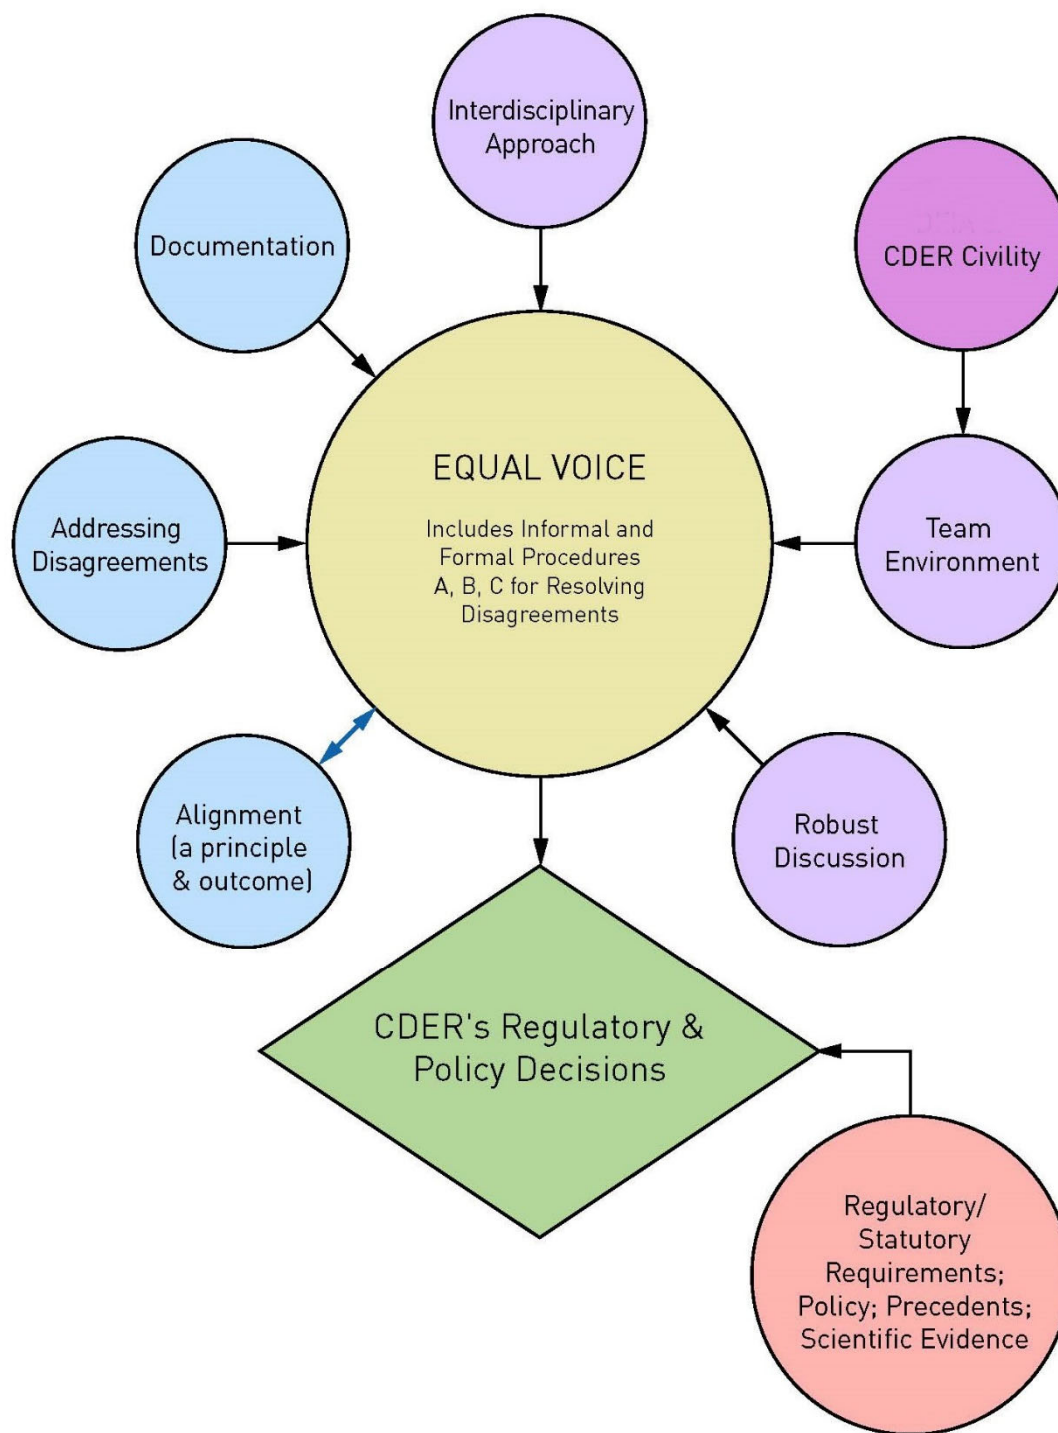 Interdisciplinary
Approach
Documentation
CDER Civility
EQUAL VOICE
Includes Informal and
Formal Procedures
A, B, C for Resolving
Disagreements
Addressing
Disagreements
Team
Environment
Alignment
(a principle
& outcome)
Robust
Discussion
CDER's Regulatory &
Policy Decisions
Regulatory/
Statutory
Requirements;
Policy; Precedents;
Scientific Evidence